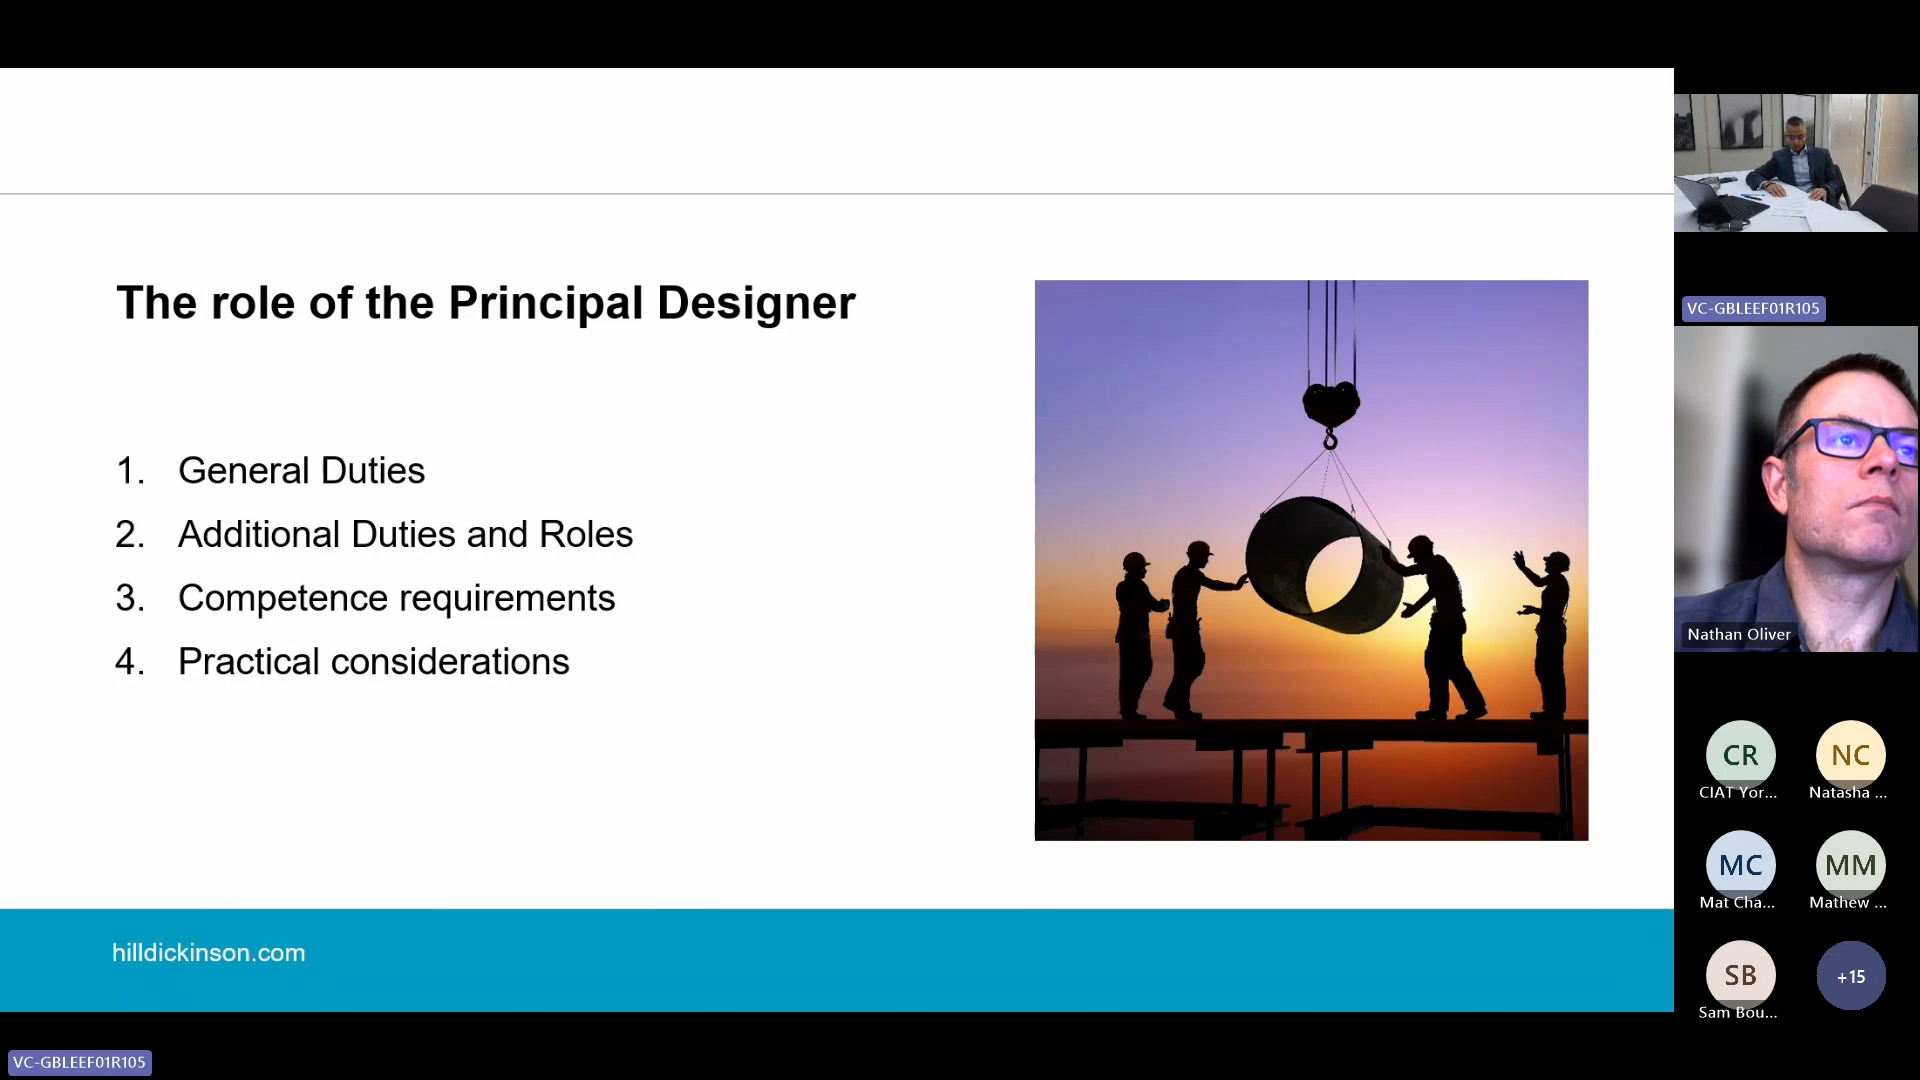 The role of the Principal Designer
1. General Duties
2. Additional Duties and Roles
3. Competence requirements
4. Practical considerations
hilldickinson.com
VC-GBLEEF01R105
VC-GBLEEF01R105
Nathan Oliver
CR
CIAT Yor...
NC
Natasha ...
MC
Mat Cha...
MM
Mathew ...
SB
Sam Bou...
+15